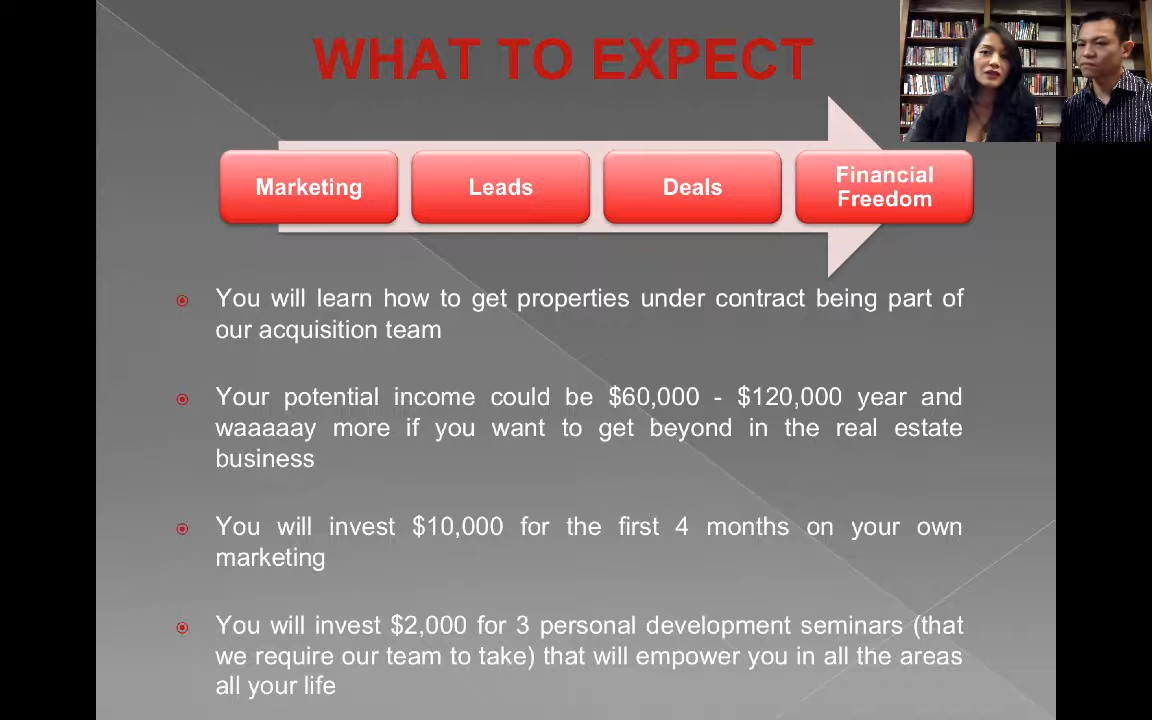 WHAT TO EXPECT
Marketing
Leads
Deals
Financial
Freedom
You will learn how to get properties under contract being part of
our acquisition team
Your potential income could be $60,000 - $120,000 year and
waaaaay more if you want to get beyond in the real estate
business
You will invest $10,000 for the first 4 months on your own
marketing
You will invest $2,000 for 3 personal development seminars (that
we require our team to take) that will empower you in all the areas
all your life